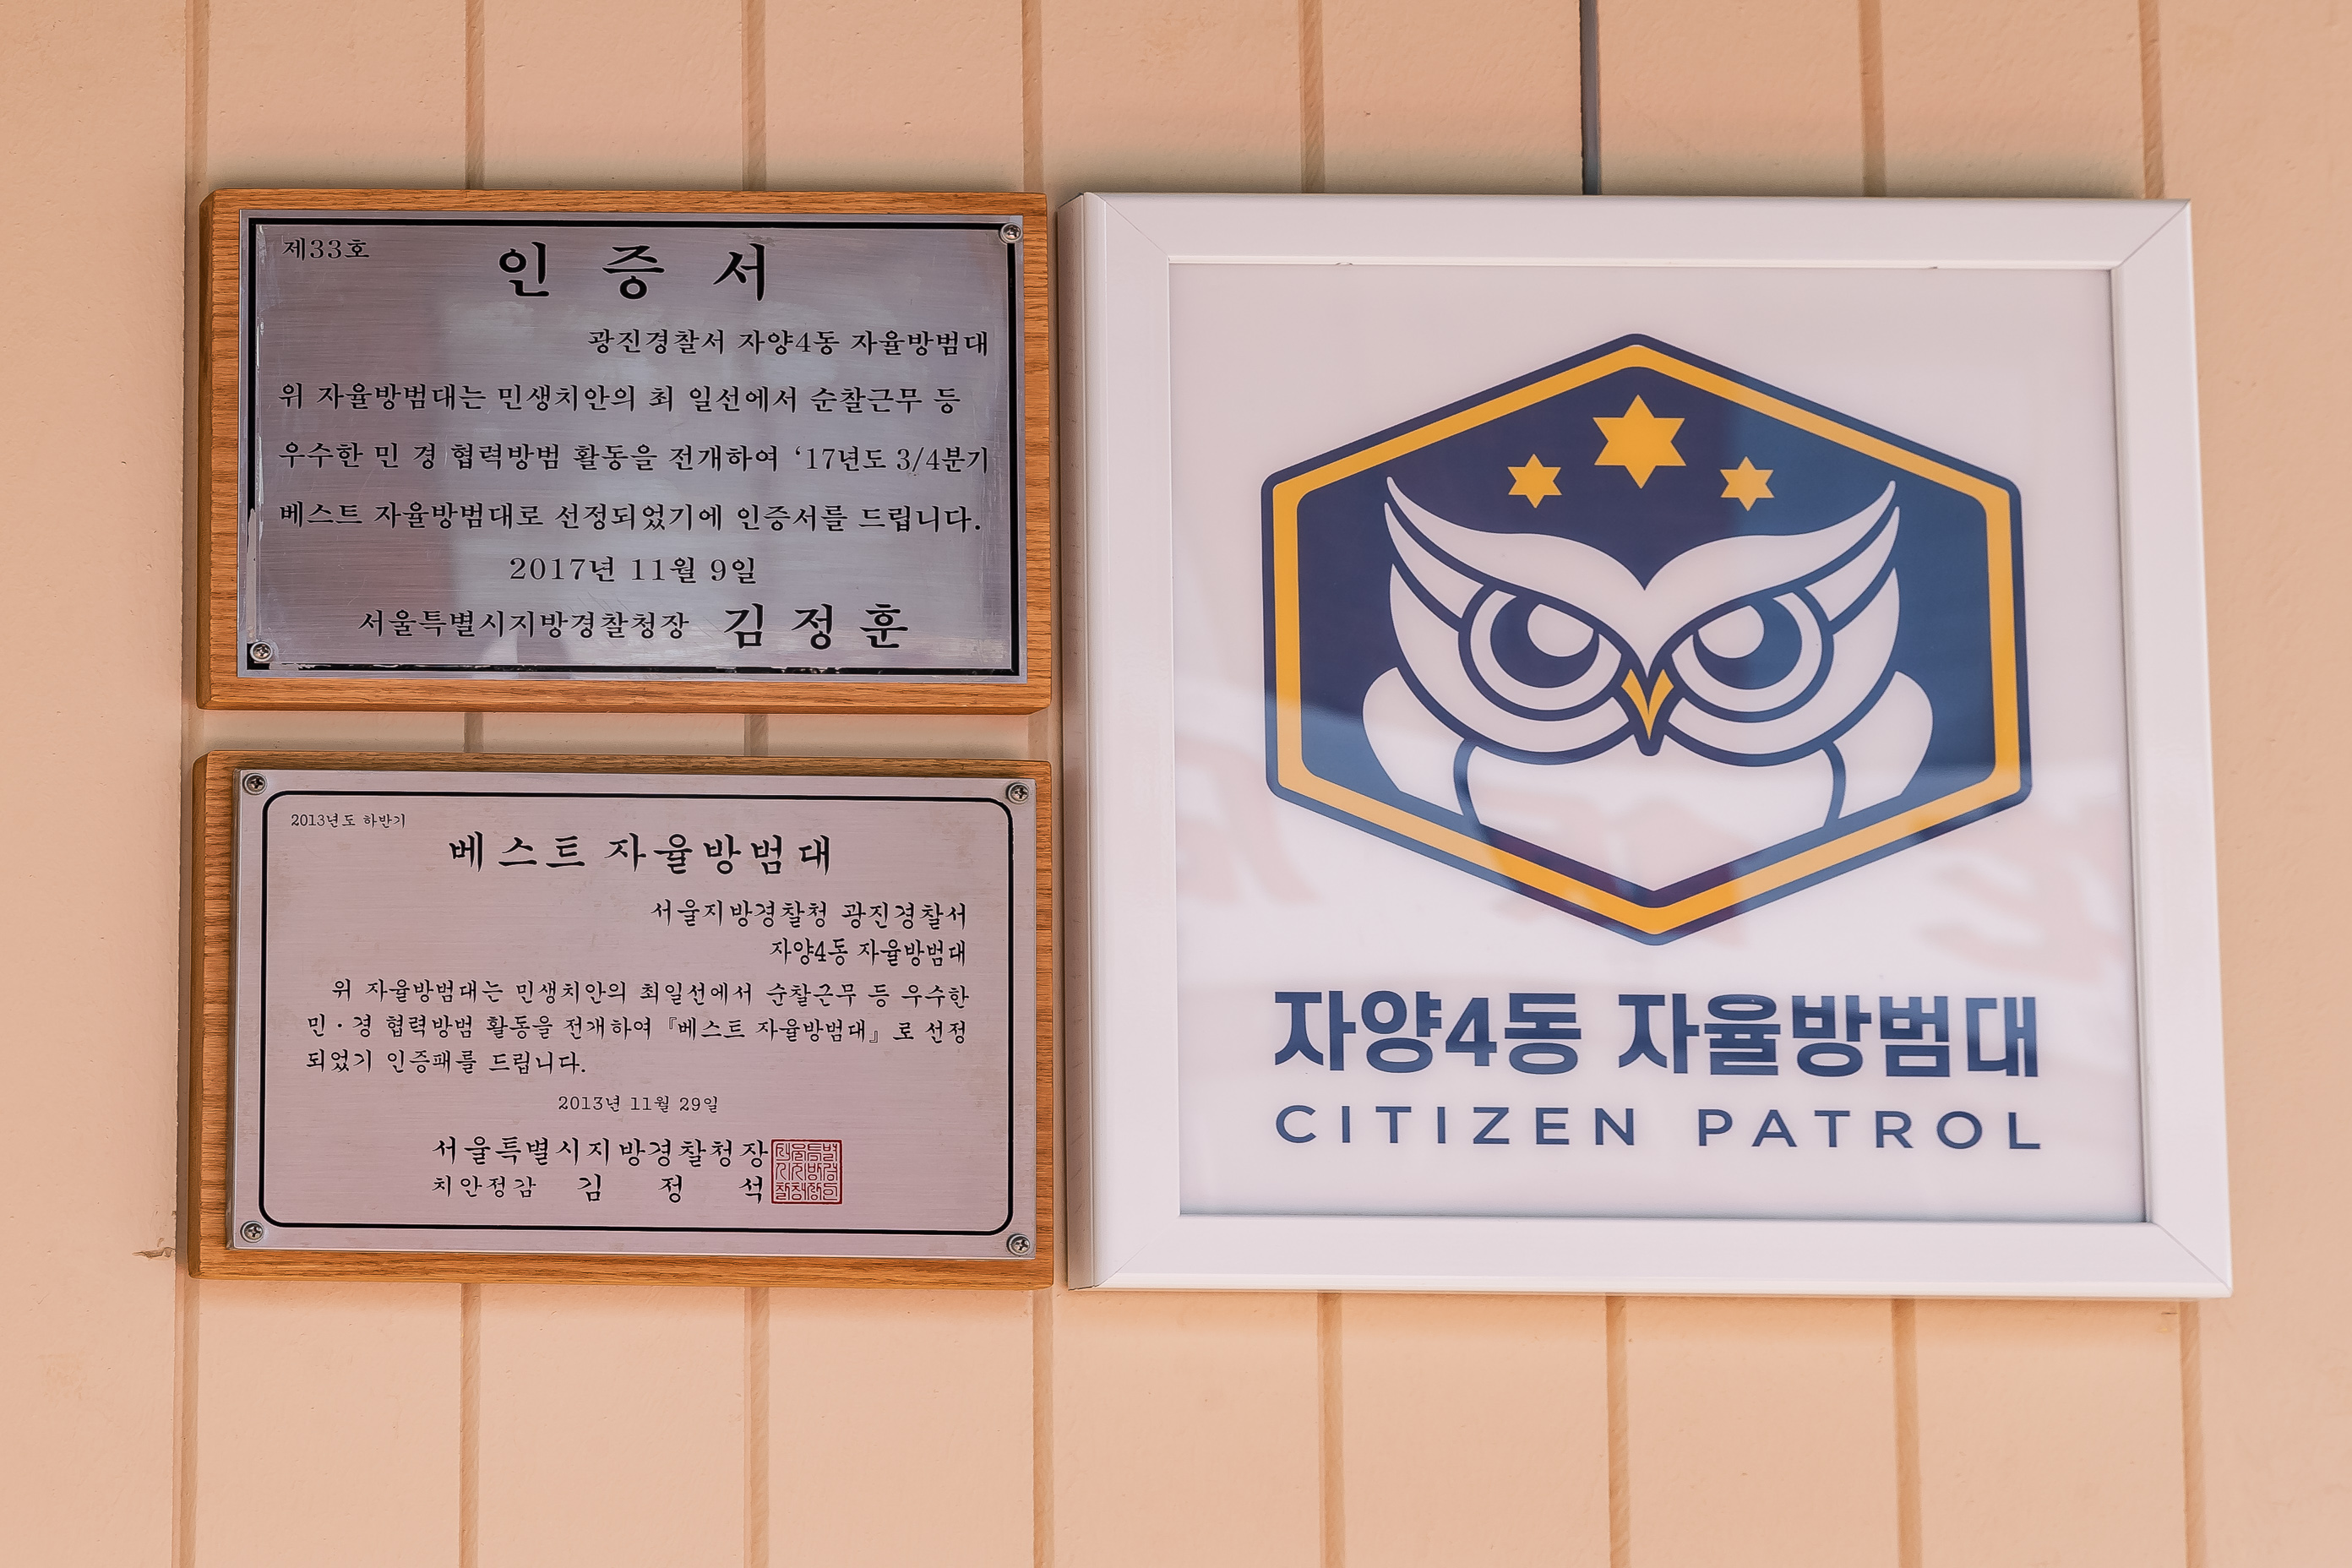 제33호
인 증 서
광진경찰서 자양4동 자율방범대
위 자율방범대는 민생치안의 최 일선에서 순찰근무 등
우수한 민 경 협력방범 활동을 전개하여 ‘17년도 3/4분기
베스트 자율방범대로 선정되었기에 인증서를 드립니다.
2017년 11월 9일
서울특별시지방경찰청장 김 정 훈
2013년도 하반기
베스트 자율방범대
서울지방경찰청 광진경찰서
자양4동 자율방범대
위 자율방범대는 민생치안의 최일선에서 순찰근무 등 우수한
민·경 협력방범 활동을 전개하여 『베스트 자율방범대』로 선정
되었기 인증패를 드립니다.
2013년 11월 29일
서울특별시지방경찰청장
치안정감 김 정 석
자양4동 자율방범대
CITIZEN PATROL